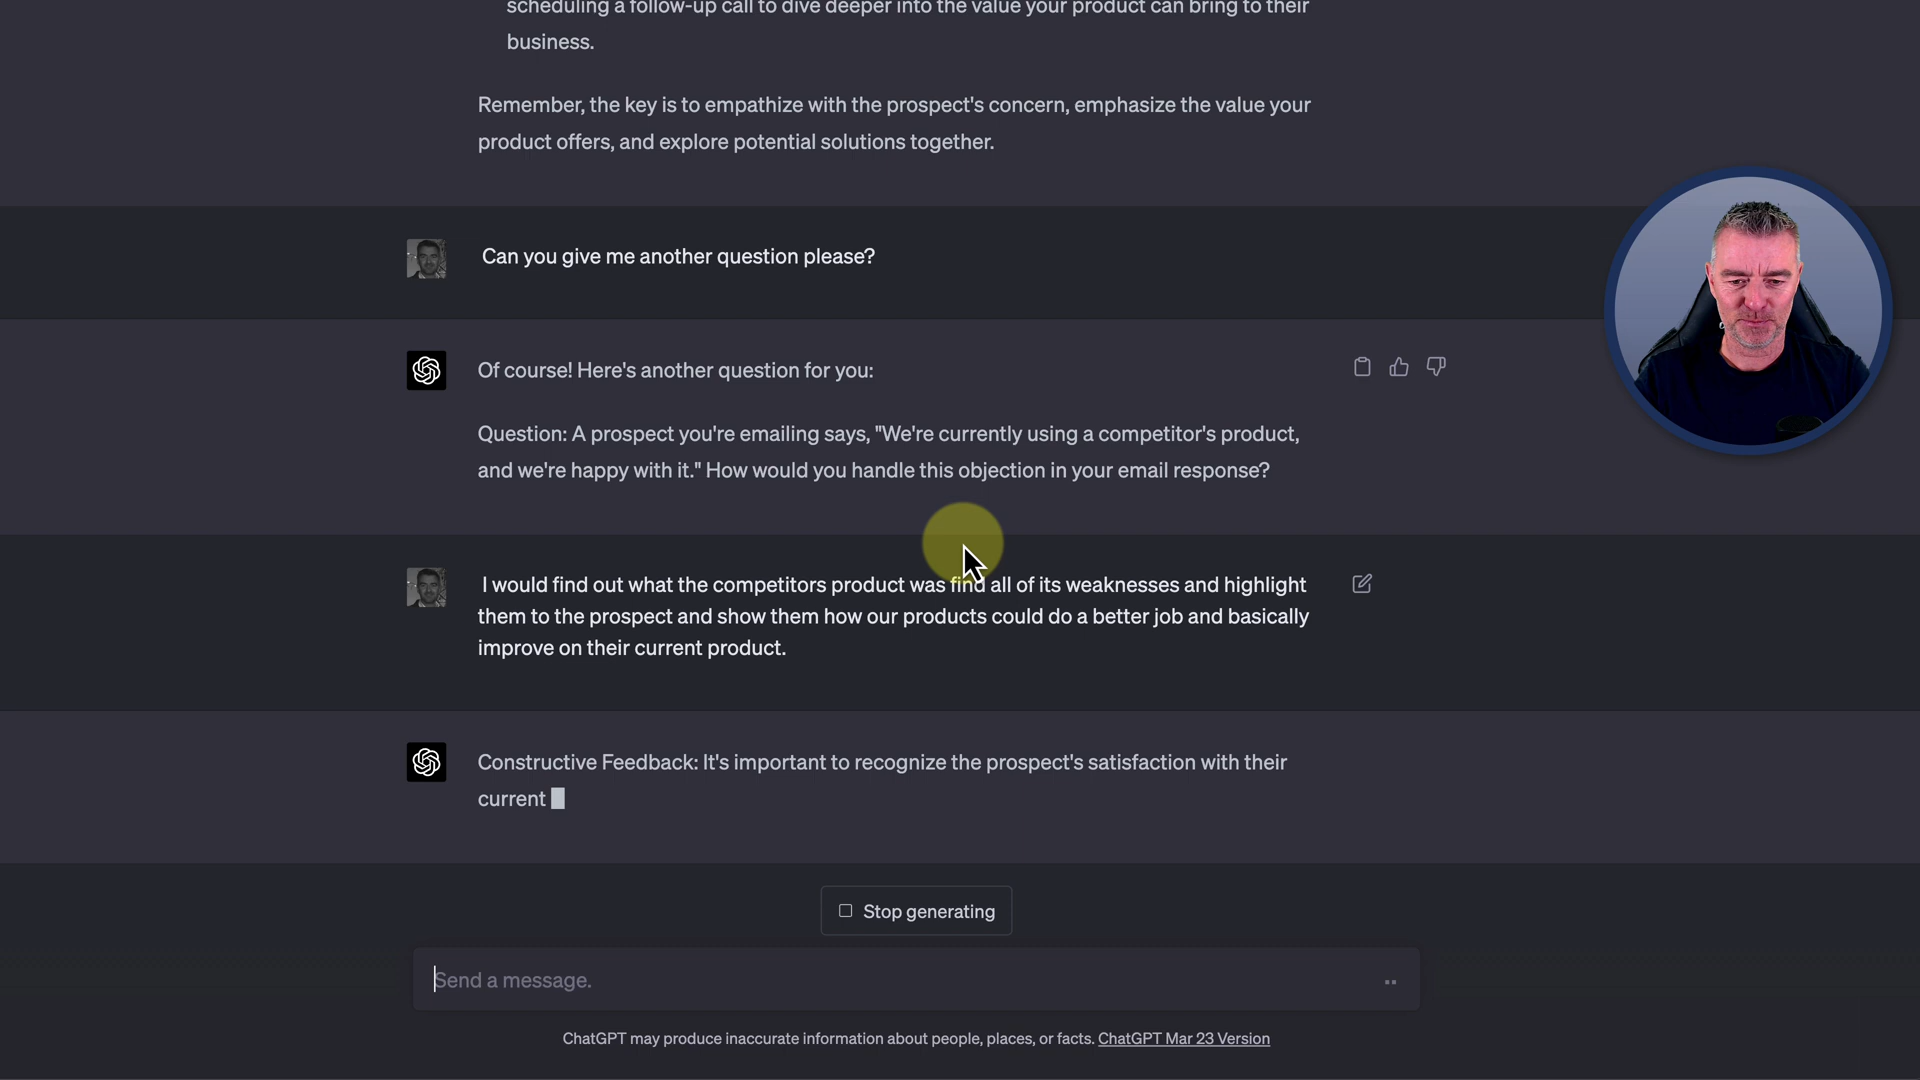 scheduling a follow-up call to dive deeper into the value your product can bring to their
business.
Remember, the key is to empathize with the prospect's concern, emphasize the value your
product offers, and explore potential solutions together.
Can you give me another question please?
Of course! Here's another question for you:
Question: A prospect you're emailing says, "We're currently using a competitor's product,
and we're happy with it." How would you handle this objection in your email response?
I would find out what the competitors product was find all of its weaknesses and highlight
them to the prospect and show them how our products could do a better job and basically
improve on their current product.
Constructive Feedback: It's important to recognize the prospect's satisfaction with their
current
Stop generating
Send a message.
ChatGPT may produce inaccurate information about people, places, or facts. ChatGPT Mar 23 Version